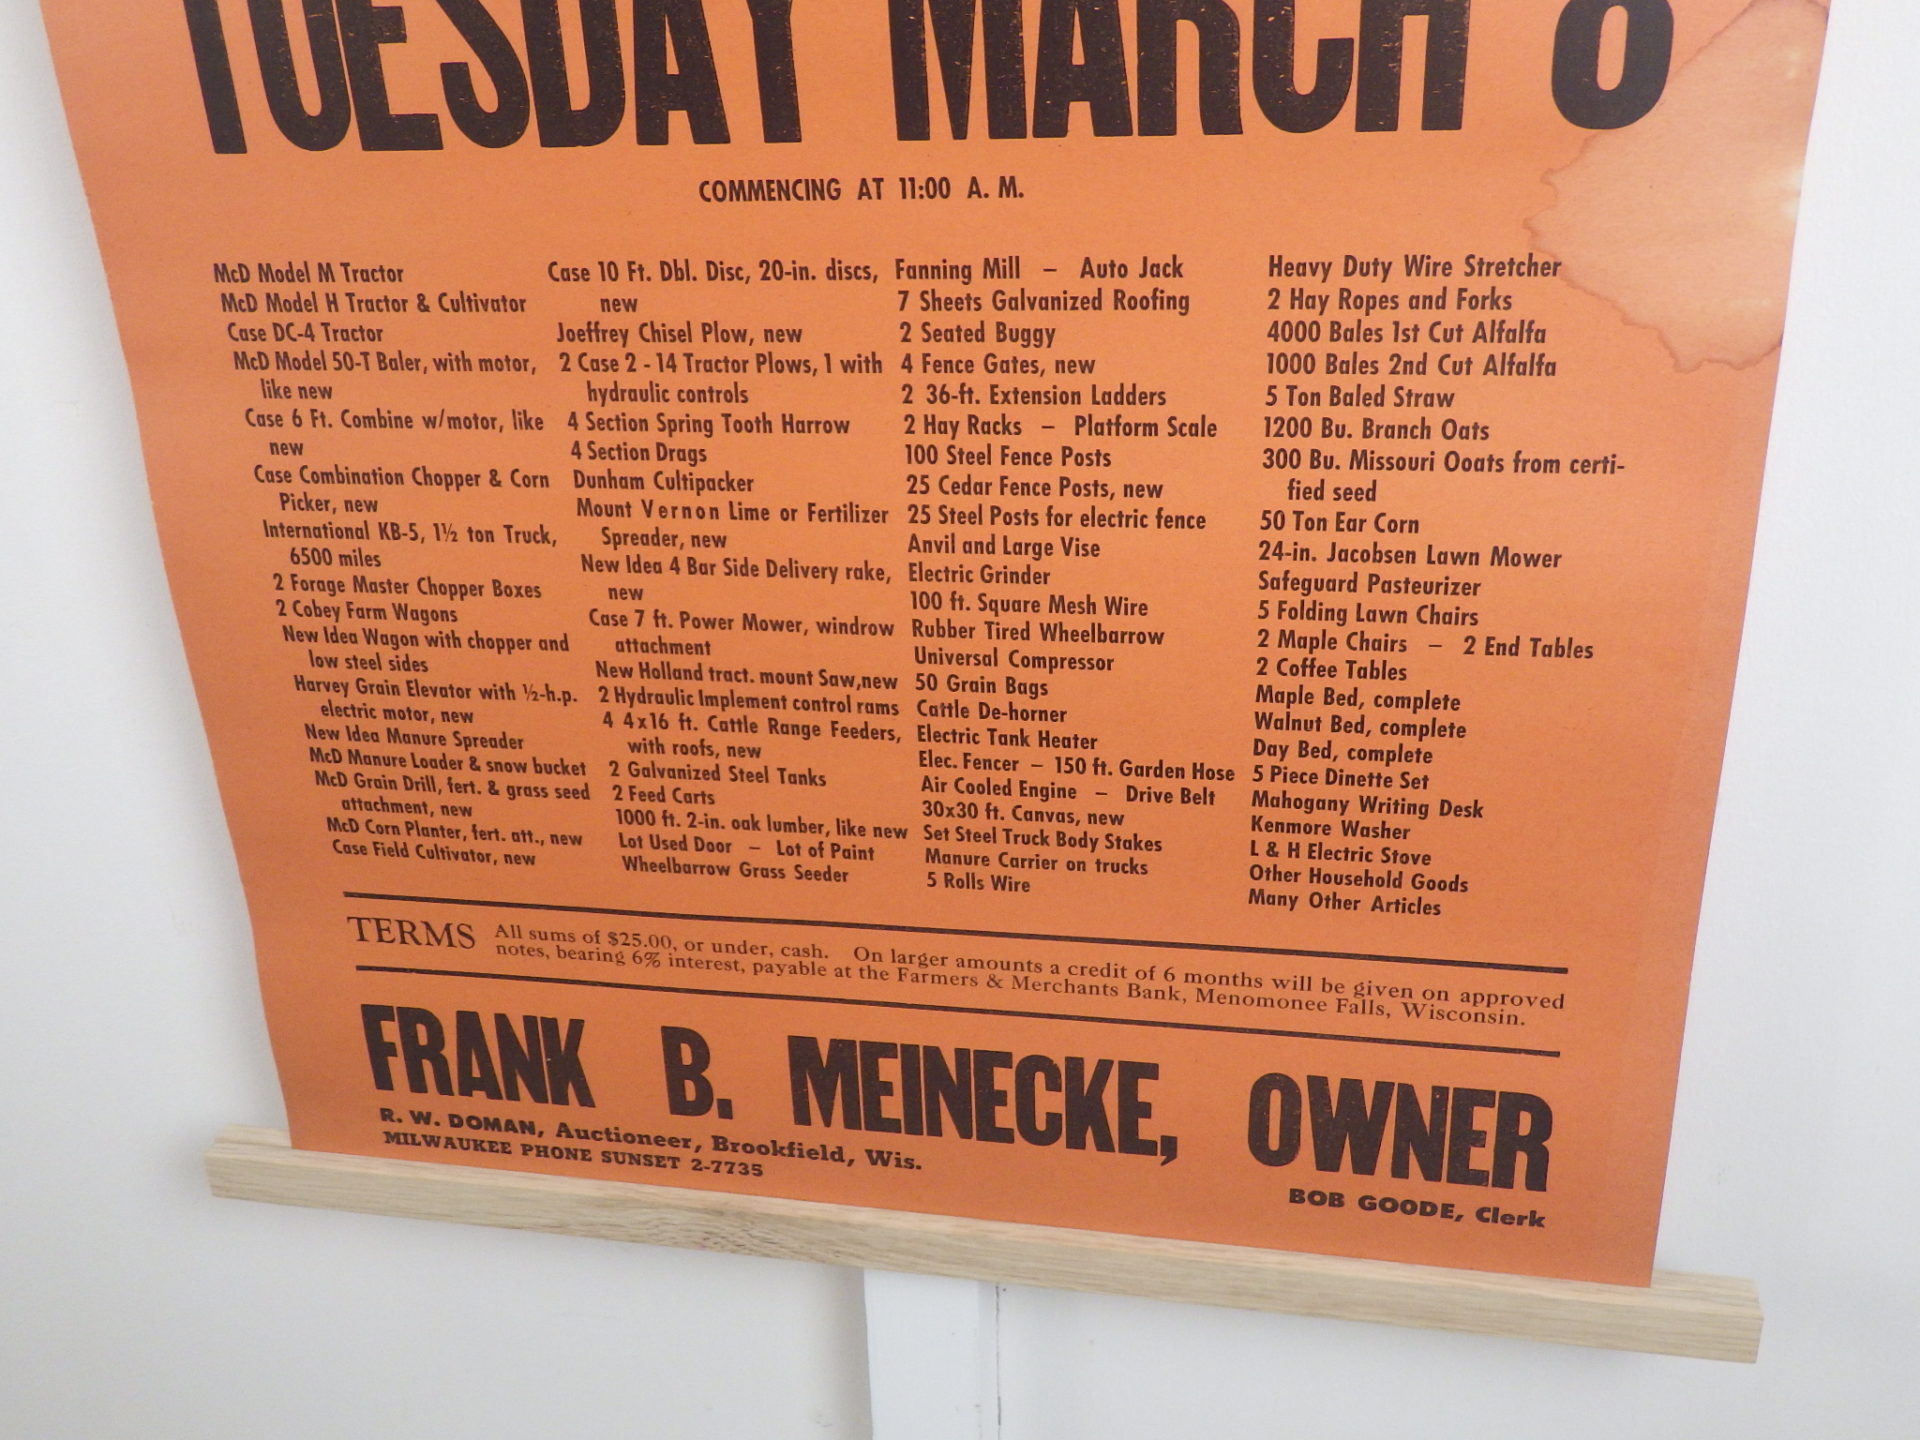 TUESDAY MARCH 8
COMMENCING AT 11:00 A. M.
McD Model M Tractor
McD Model H Tractor & Cultivator
Case DC-4 Tractor
McD Model 50-T Baler, with motor,
like new
Case 6 Ft. Combine w/motor, like
new
Case Combination Chopper & Corn
Picker, new
International KB-5, 1½ ton Truck,
6500 miles
2 Forage Master Chopper Boxes
2 Cobey Farm Wagons
New Idea Wagon with chopper and
low steel sides
Harvey Grain Elevator with ½-h.p.
electric motor, new
New Idea Manure Spreader
McD Manure Loader & snow bucket
McD Grain Drill, fert. & grass seed
attachment, new
McD Corn Planter, fert. att., new
Case Field Cultivator, new
Case 10 Ft. Dbl. Disc, 20-in. discs,
new
Joeffrey Chisel Plow, new
2 Case 2 - 14 Tractor Plows, 1 with
hydraulic controls
4 Section Spring Tooth Harrow
4 Section Drags
Dunham Cultipacker
Mount Vernon Lime or Fertilizer
Spreader, new
New Idea 4 Bar Side Delivery rake,
new
Case 7 ft. Power Mower, windrow
attachment
New Holland tract. mount Saw,new
2 Hydraulic Implement control rams
4 4x16 ft. Cattle Range Feeders,
with roofs, new
2 Galvanized Steel Tanks
2 Feed Carts
1000 ft. 2-in. oak lumber, like new
Lot Used Door — Lot of Paint
Wheelbarrow Grass Seeder
Fanning Mill — Auto Jack
7 Sheets Galvanized Roofing
2 Seated Buggy
4 Fence Gates, new
2 36-ft. Extension Ladders
2 Hay Racks — Platform Scale
100 Steel Fence Posts
25 Cedar Fence Posts, new
25 Steel Posts for electric fence
Anvil and Large Vise
Electric Grinder
100 ft. Square Mesh Wire
Rubber Tired Wheelbarrow
Universal Compressor
50 Grain Bags
Cattle De-horner
Electric Tank Heater
Elec. Fencer — 150 ft. Garden Hose
Air Cooled Engine — Drive Belt
30x30 ft. Canvas, new
Set Steel Truck Body Stakes
Manure Carrier on trucks
5 Rolls Wire
Heavy Duty Wire Stretcher
2 Hay Ropes and Forks
4000 Bales 1st Cut Alfalfa
1000 Bales 2nd Cut Alfalfa
5 Ton Baled Straw
1200 Bu. Branch Oats
300 Bu. Missouri Ooats from certi-
fied seed
50 Ton Ear Corn
24-in. Jacobsen Lawn Mower
Safeguard Pasteurizer
5 Folding Lawn Chairs
2 Maple Chairs — 2 End Tables
2 Coffee Tables
Maple Bed, complete
Walnut Bed, complete
Day Bed, complete
5 Piece Dinette Set
Mahogany Writing Desk
Kenmore Washer
L & H Electric Stove
Other Household Goods
Many Other Articles
TERMS All sums of $25.00, or under, cash. On larger amounts a credit of 6 months will be given on approved
notes, bearing 6% interest, payable at the Farmers & Merchants Bank, Menomonee Falls, Wisconsin.
FRANK B. MEINECKE, OWNER
R. W. DOMAN, Auctioneer, Brookfield, Wis.
MILWAUKEE PHONE SUNSET 2-7735
BOB GOODE, Clerk